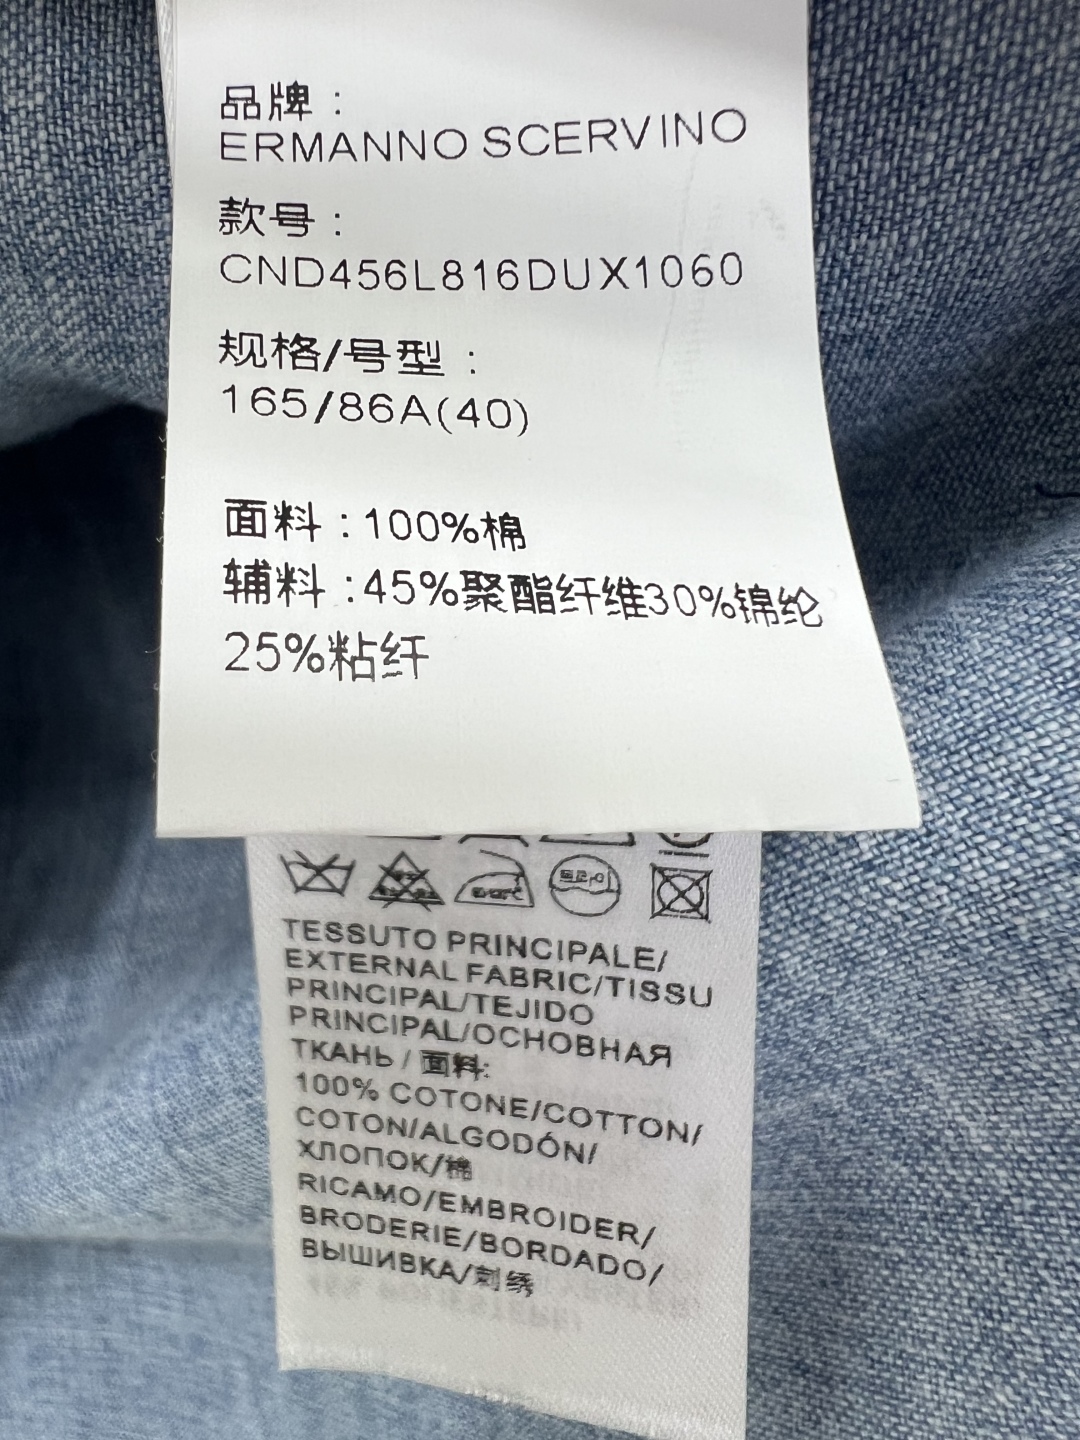 品牌：
ERMANNO SCERVINO
款号：
CND456L816DUX1060
规格/号型：
165/86A(40)
面料：100%棉
辅料：45%聚酯纤维30%锦纶
25%粘纤
TESSUTO PRINCIPALE/
EXTERNAL FABRIC/TISSU
PRINCIPAL/TEJIDO
PRINCIPAL/ОСНОВНАЯ
ТКАНЬ / 面料:
100% COTONE/COTTON/
COTON/ALGODÓN/
ХЛОПОК/棉
RICAMO/EMBROIDER/
BRODERIE/BORDADO/
ВЫШИВКА/刺绣